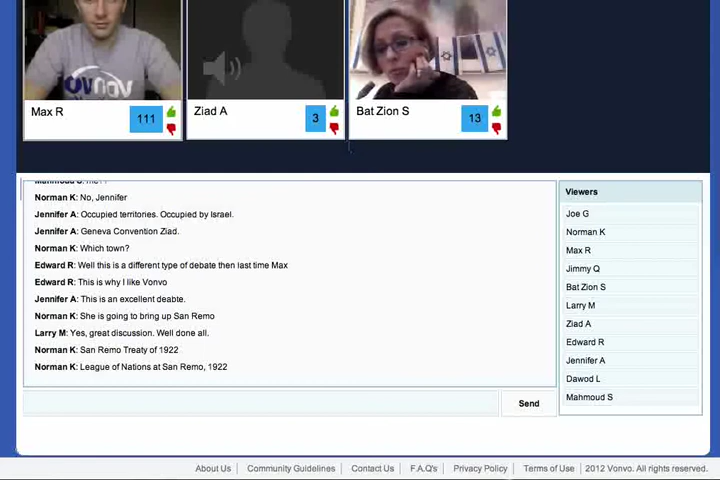 vovnov
Max R
111
Ziad A
3
Bat Zion S
13
Norman K: No, Jennifer
Jennifer A: Occupied territories. Occupied by Israel.
Jennifer A: Geneva Convention Ziad.
Norman K: Which town?
Edward R: Well this is a different type of debate then last time Max
Edward R: This is why I like Vonvo
Jennifer A: This is an excellent deabte.
Norman K: She is going to bring up San Remo
Larry M: Yes, great discussion. Well done all.
Norman K: San Remo Treaty of 1922
Norman K: League of Nations at San Remo, 1922
Send
Viewers
Joe G
Norman K
Max R
Jimmy Q
Bat Zion S
Larry M
Ziad A
Edward R
Jennifer A
Dawod L
Mahmoud S
About Us | Community Guidelines | Contact Us | F.A.Q's | Privacy Policy | Terms of Use | 2012 Vonvo. All rights reserved.